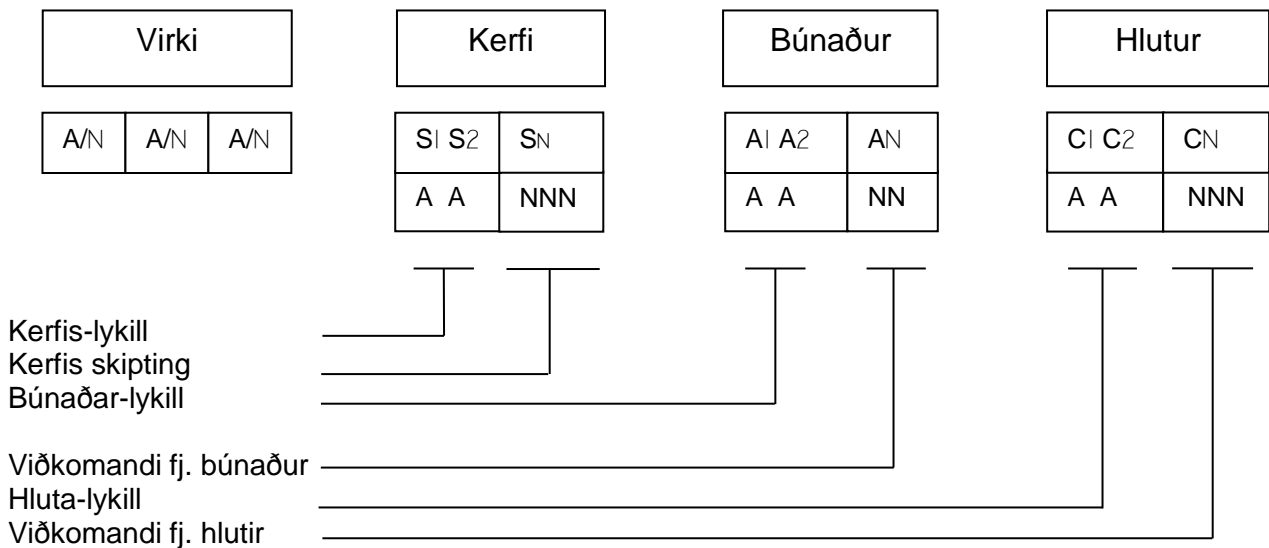 Virki Kerfi Búnaður Hlutur
A/N A/N A/N S1 S2 SN A1 A2 AN C1 C2 CN
A A NNN A A NN A A NNN
Kerfis-lykill
Kerfis skipting
Búnaðar-lykill
Viðkomandi fj. búnaður
Hluta-lykill
Viðkomandi fj. hlutir